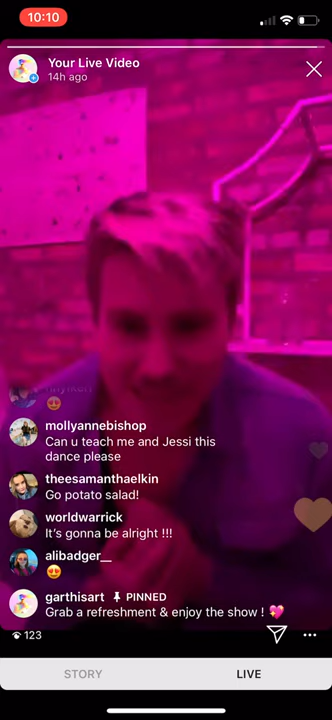 10:10
Your Live Video
14h ago
mollyannebishop
Can u teach me and Jessi this
dance please
theesamanthaelkin
Go potato salad!
worldwarrick
It's gonna be alright !!!
alibadger__
😍
garthisart PINNED
Grab a refreshment & enjoy the show ! 💖
123
STORY LIVE